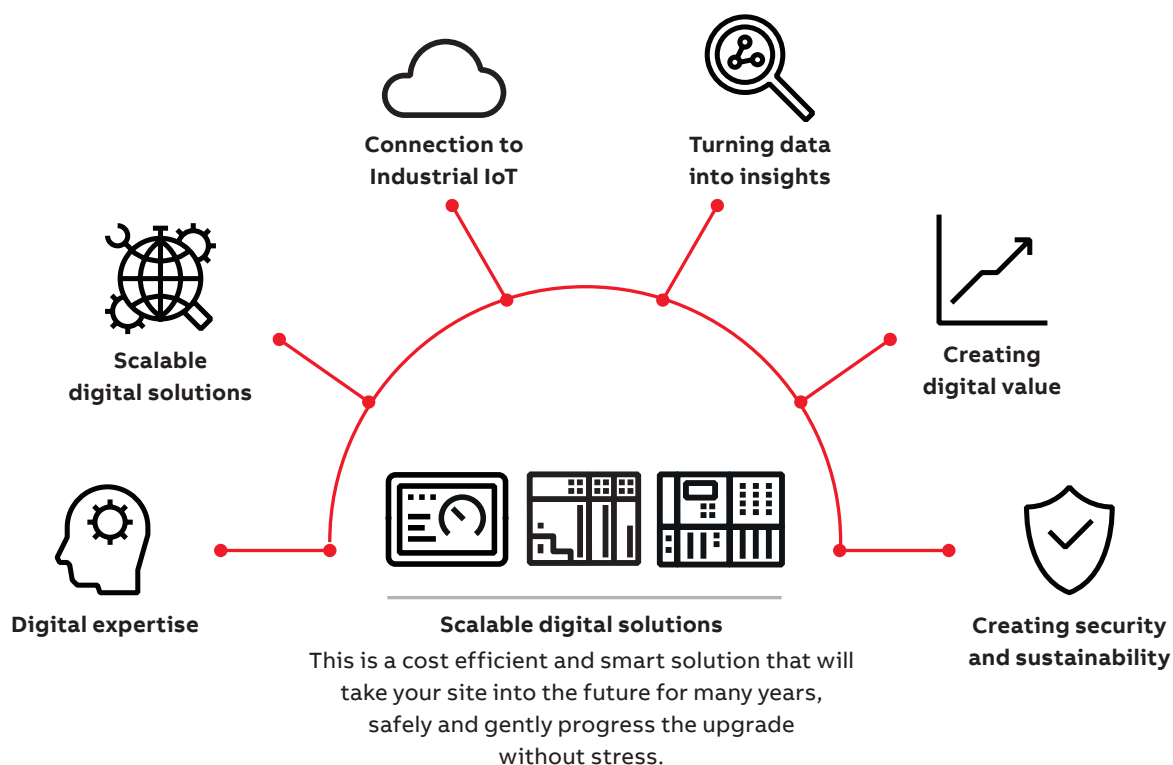 Connection to
Industrial IoT
Turning data
into insights
Scalable
digital solutions
Creating
digital value
Digital expertise
Scalable digital solutions
This is a cost efficient and smart solution that will
take your site into the future for many years,
safely and gently progress the upgrade
without stress.
Creating security
and sustainability